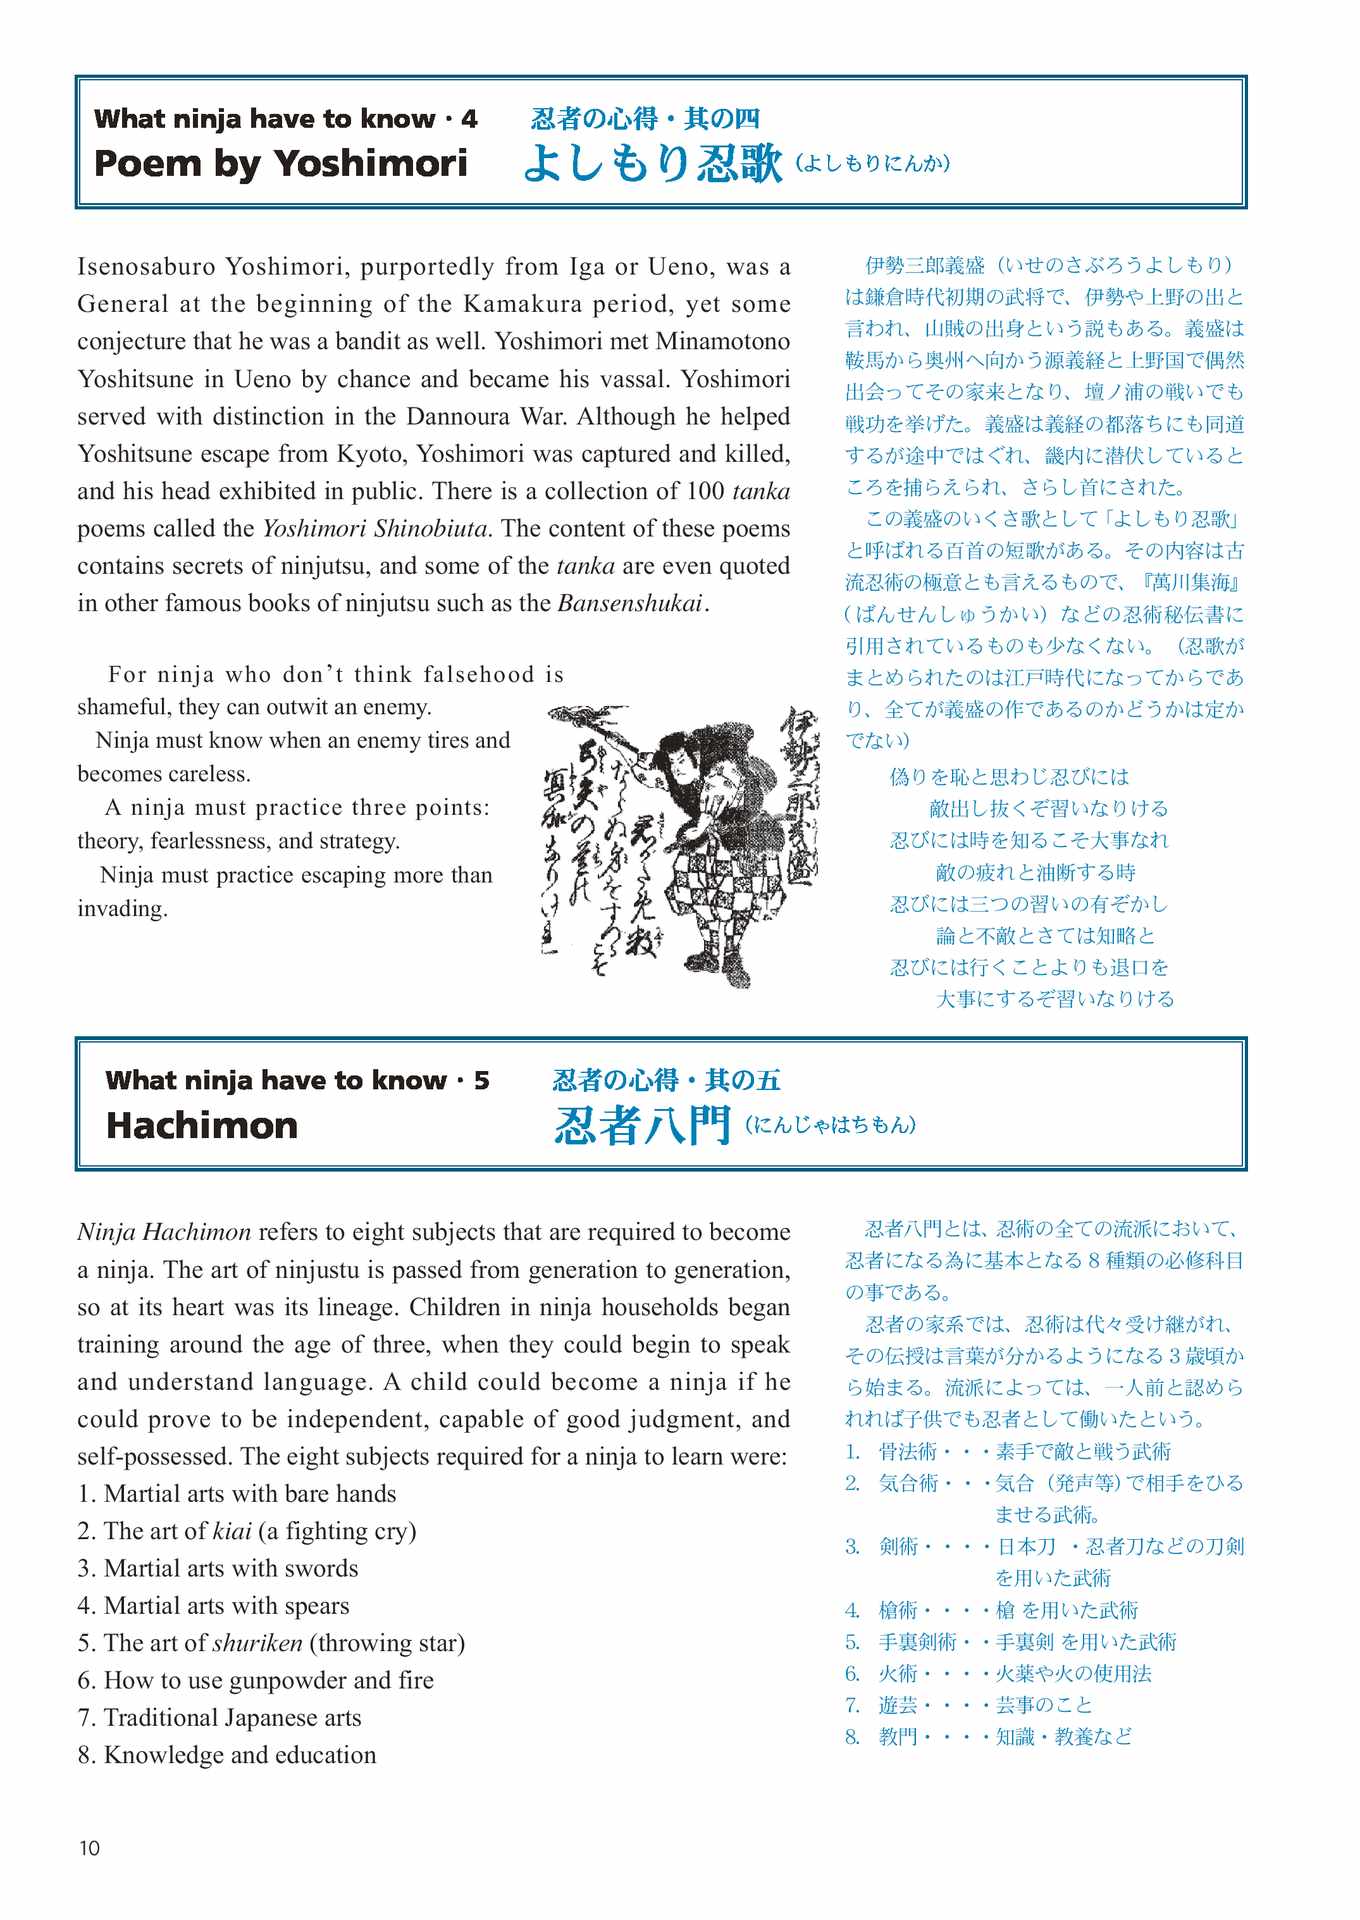 What ninja have to know・4
忍者の心得・其の四
Poem by Yoshimori
よしもり忍歌（よしもりにんか）
Isenosaburo Yoshimori, purportedly from Iga or Ueno, was a
General at the beginning of the Kamakura period, yet some
conjecture that he was a bandit as well. Yoshimori met Minamotono
Yoshitsune in Ueno by chance and became his vassal. Yoshimori
served with distinction in the Dannoura War. Although he helped
Yoshitsune escape from Kyoto, Yoshimori was captured and killed,
and his head exhibited in public. There is a collection of 100 tanka
poems called the Yoshimori Shinobiuta. The content of these poems
contains secrets of ninjutsu, and some of the tanka are even quoted
in other famous books of ninjutsu such as the Bansenshukai.
For ninja who don't think falsehood is
shameful, they can outwit an enemy.
Ninja must know when an enemy tires and
becomes careless.
A ninja must practice three points:
theory, fearlessness, and strategy.
Ninja must practice escaping more than
invading.
伊勢三郎義盛（いせのさぶろうよしもり）
は鎌倉時代初期の武将で、伊勢や上野の出と
言われ、山賊の出身という説もある。義盛は
鞍馬から奥州へ向かう源義経と上野国で偶然
出会ってその家来となり、壇ノ浦の戦いでも
戦功を挙げた。義盛は義経の都落ちにも同道
するが途中ではぐれ、畿内に潜伏していると
ころを捕らえられ、さらし首にされた。
この義盛のいくさ歌として「よしもり忍歌」
と呼ばれる百首の短歌がある。その内容は古
流忍術の極意とも言えるもので、『萬川集海』
（ばんせんしゅうかい）などの忍術秘伝書に
引用されているものも少なくない。（忍歌が
まとめられたのは江戸時代になってからであ
り、全てが義盛の作であるのかどうかは定か
でない）
偽りを恥と思わじ忍びには
敵出し抜くぞ習いなりける
忍びには時を知るこそ大事なれ
敵の疲れと油断する時
忍びには三つの習いの有ぞかし
論と不敵とさては知略と
忍びには行くことよりも退口を
大事にするぞ習いなりける
What ninja have to know・5
忍者の心得・其の五
Hachimon
忍者八門（にんじゃはちもん）
Ninja Hachimon refers to eight subjects that are required to become
a ninja. The art of ninjustu is passed from generation to generation,
so at its heart was its lineage. Children in ninja households began
training around the age of three, when they could begin to speak
and understand language. A child could become a ninja if he
could prove to be independent, capable of good judgment, and
self-possessed. The eight subjects required for a ninja to learn were:
1. Martial arts with bare hands
2. The art of kiai (a fighting cry)
3. Martial arts with swords
4. Martial arts with spears
5. The art of shuriken (throwing star)
6. How to use gunpowder and fire
7. Traditional Japanese arts
8. Knowledge and education
忍者八門とは、忍術の全ての流派において、
忍者になる為に基本となる８種類の必修科目
の事である。
忍者の家系では、忍術は代々受け継がれ、
その伝授は言葉が分かるようになる３歳頃か
ら始まる。流派によっては、一人前と認めら
れれば子供でも忍者として働いたという。
1. 骨法術・・・素手で敵と戦う武術
2. 気合術・・・気合（発声等）で相手をひる
ませる武術。
3. 剣術・・・・日本刀 ・忍者刀などの刀剣
を用いた武術
4. 槍術・・・・槍 を用いた武術
5. 手裏剣術・・手裏剣 を用いた武術
6. 火術・・・・火薬や火の使用法
7. 遊芸・・・・芸事のこと
8. 教門・・・・知識・教養など
10